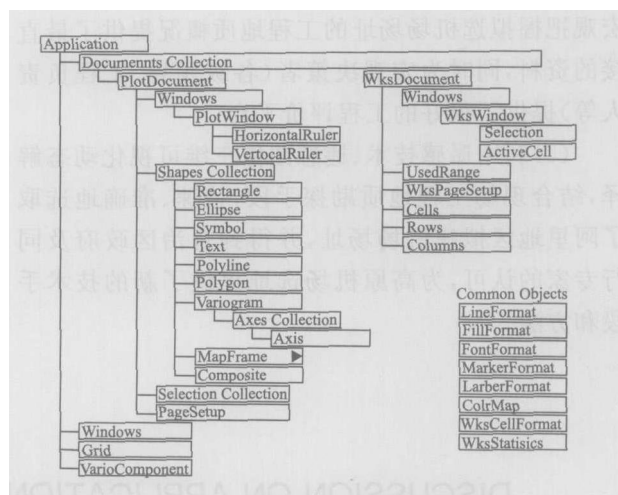 Application
Documennts Collection
PlotDocument
Windows
PlotWindow
HorizontalRuler
VertocalRuler
Shapes Collection
Rectangle
Ellipse
Symbol
Text
Polyline
Polygon
Variogram
Axes Collection
Axis
MapFrame
Composite
Selection Collection
PageSetup
Windows
Grid
VarioComponent
WksDocument
Windows
WksWindow
Selection
ActiveCell
UsedRange
WksPageSetup
Cells
Rows
Columns
Common Objects
LineFormat
FillFormat
FontFormat
MarkerFormat
LarberFormat
ColrMap
WksCellFormat
WksStatisics